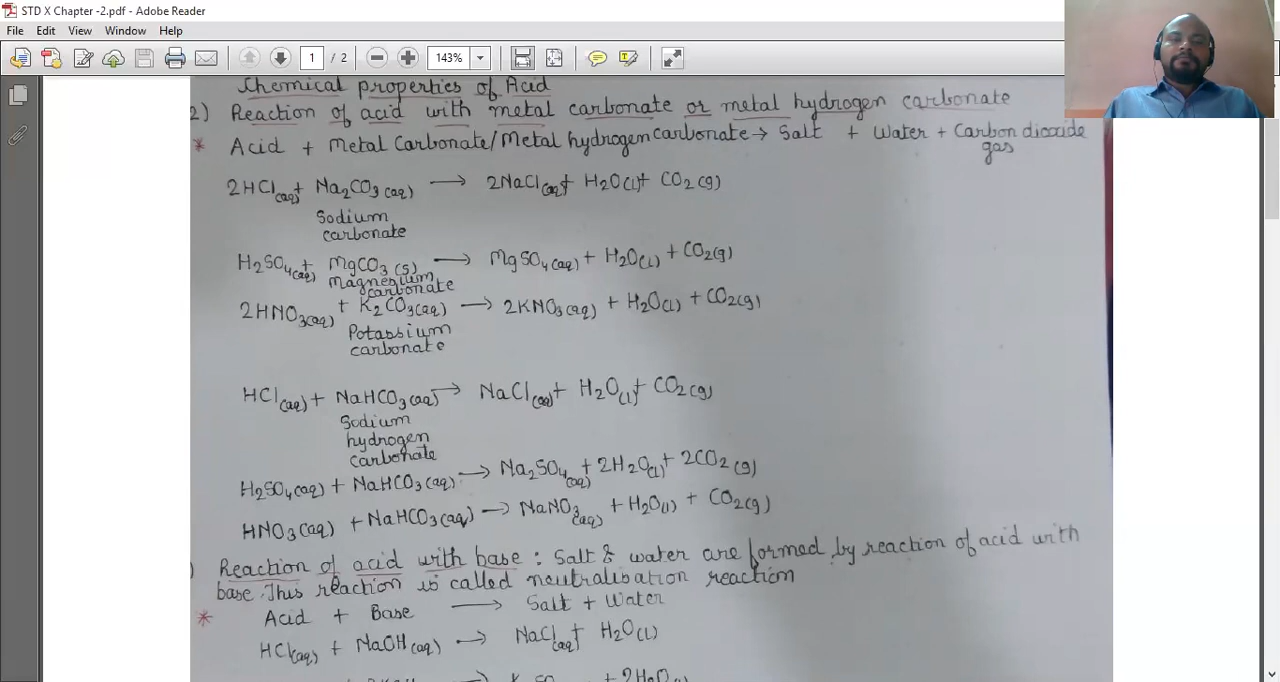 STD X Chapter -2.pdf - Adobe Reader
File Edit View Window Help
1 / 2 143%
Chemical properties of Acid
2) Reaction of acid with metal carbonate or metal hydrogen carbonate
* Acid + Metal Carbonate/Metal hydrogen carbonate → Salt + Water + Carbon dioxide gas
2HCl(aq) + Na₂CO₃(aq) → 2NaCl(aq) + H₂O(l) + CO₂(g)
Sodium
carbonate
H₂SO₄(aq) + MgCO₃(s) → MgSO₄(aq) + H₂O(l) + CO₂(g)
magnesium
carbonate
2HNO₃(aq) + K₂CO₃(aq) → 2KNO₃(aq) + H₂O(l) + CO₂(g)
Potassium
carbonate
HCl(aq) + NaHCO₃(aq) → NaCl(aq) + H₂O(l) + CO₂(g)
Sodium
hydrogen
carbonate
H₂SO₄(aq) + NaHCO₃(aq) → Na₂SO₄(aq) + 2H₂O(l) + 2CO₂(g)
HNO₃(aq) + NaHCO₃(aq) → NaNO₃(aq) + H₂O(l) + CO₂(g)
) Reaction of acid with base : Salt & water are formed by reaction of acid with
base. This reaction is called neutralisation reaction
* Acid + Base → Salt + Water
HCl(aq) + NaOH(aq) → NaCl(aq) + H₂O(l)